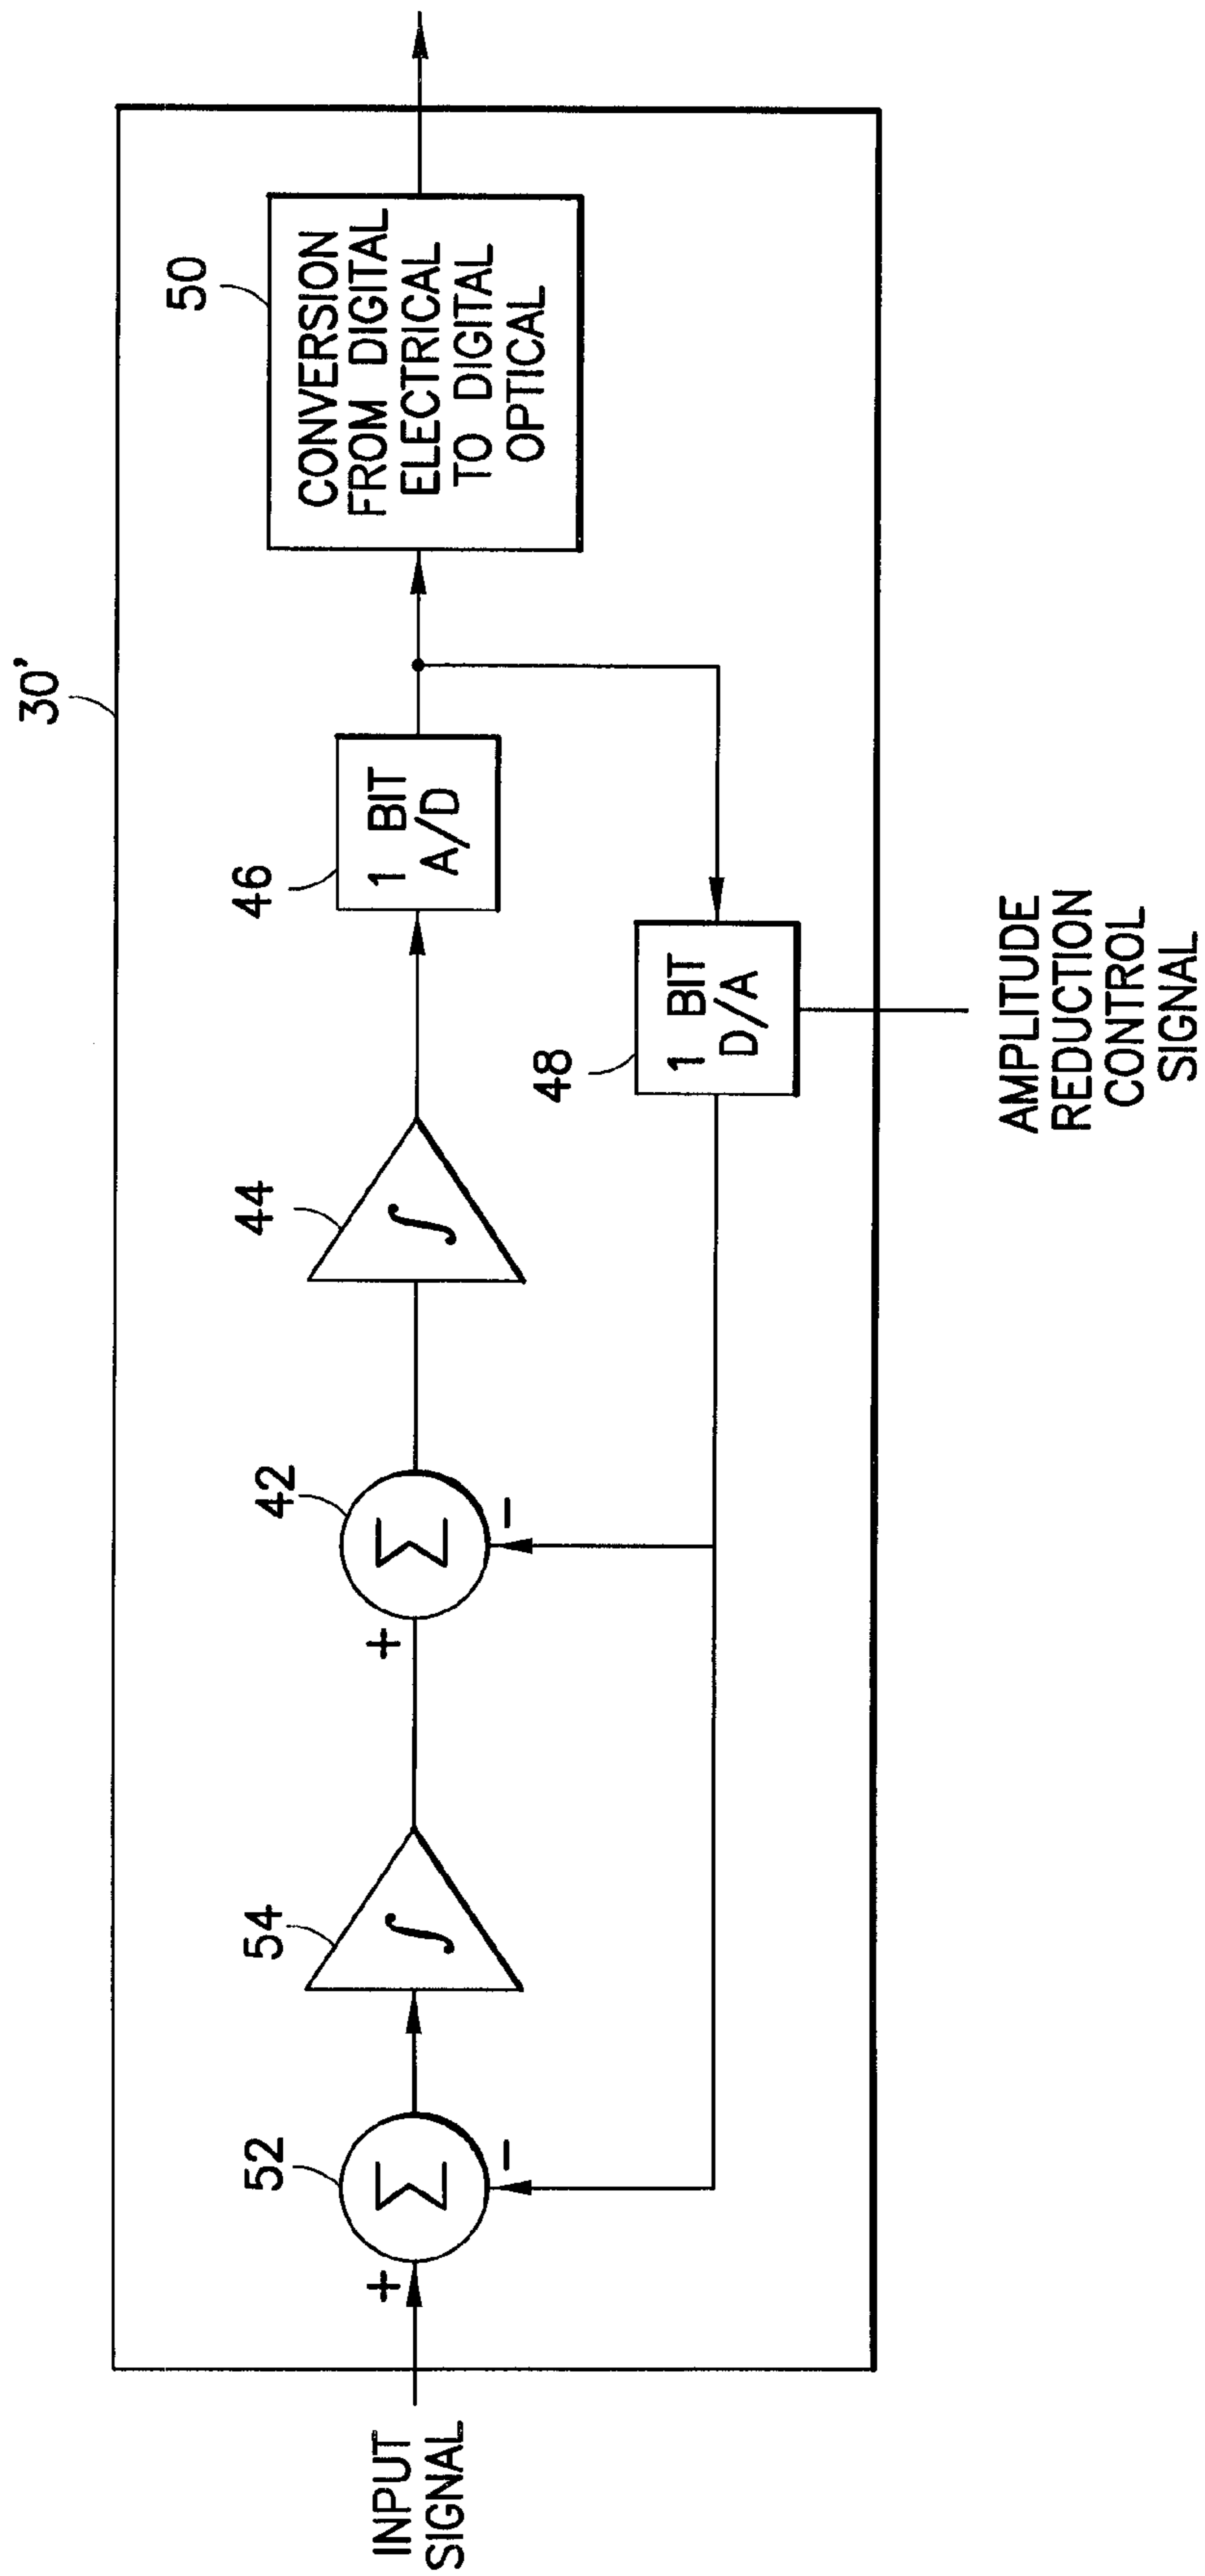 30'
50
CONVERSION
FROM DIGITAL
ELECTRICAL
TO DIGITAL
OPTICAL
INPUT
SIGNAL
+
52
Σ
−
54
∫
+
42
Σ
−
44
∫
46
1 BIT
A/D
48
1 BIT
D/A
AMPLITUDE
REDUCTION
CONTROL
SIGNAL